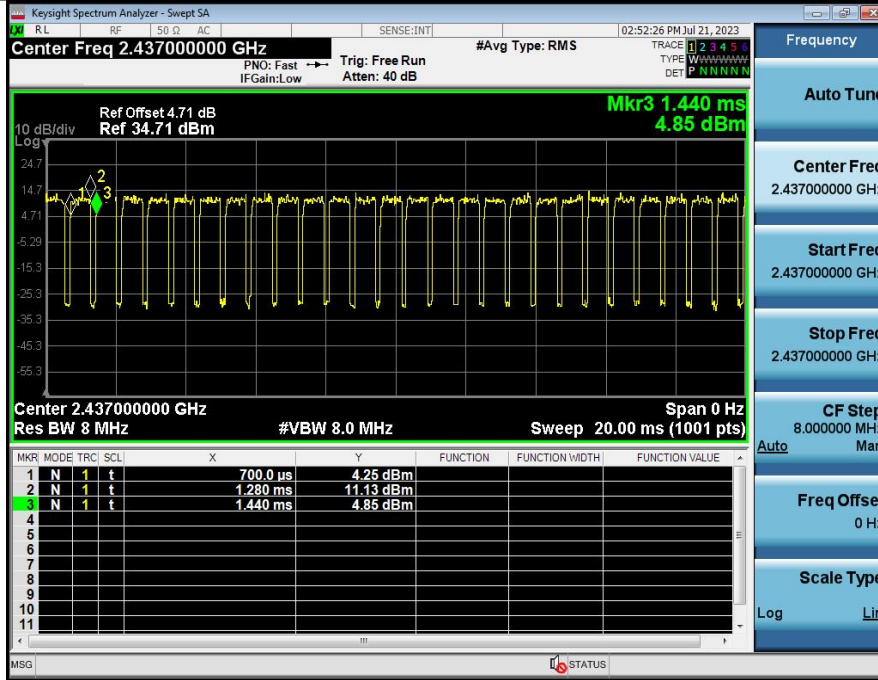 Keysight Spectrum Analyzer - Swept SA
LXI RL RF 50 Ω AC SENSE:INT 02:52:26 PM Jul 21, 2023
Center Freq 2.437000000 GHz #Avg Type: RMS TRACE 1 2 3 4 5 6
PNO: Fast Trig: Free Run TYPE WWWWWW
IFGain:Low Atten: 40 dB DET P N N N N N
Mkr3 1.440 ms
4.85 dBm
Ref Offset 4.71 dB
10 dB/div Ref 34.71 dBm
Log
24.7
14.7
4.71
-5.29
-15.3
-25.3
-35.3
-45.3
-55.3
1 2 3
Center 2.437000000 GHz Span 0 Hz
Res BW 8 MHz #VBW 8.0 MHz Sweep 20.00 ms (1001 pts)
MKR MODE TRC SCL X Y FUNCTION FUNCTION WIDTH FUNCTION VALUE
1 N 1 t 700.0 µs 4.25 dBm
2 N 1 t 1.280 ms 11.13 dBm
3 N 1 t 1.440 ms 4.85 dBm
4
5
6
7
8
9
10
11
MSG STATUS
Frequency
Auto Tune
Center Freq
2.437000000 GHz
Start Freq
2.437000000 GHz
Stop Freq
2.437000000 GHz
CF Step
8.000000 MHz
Auto Man
Freq Offset
0 Hz
Scale Type
Log Lin